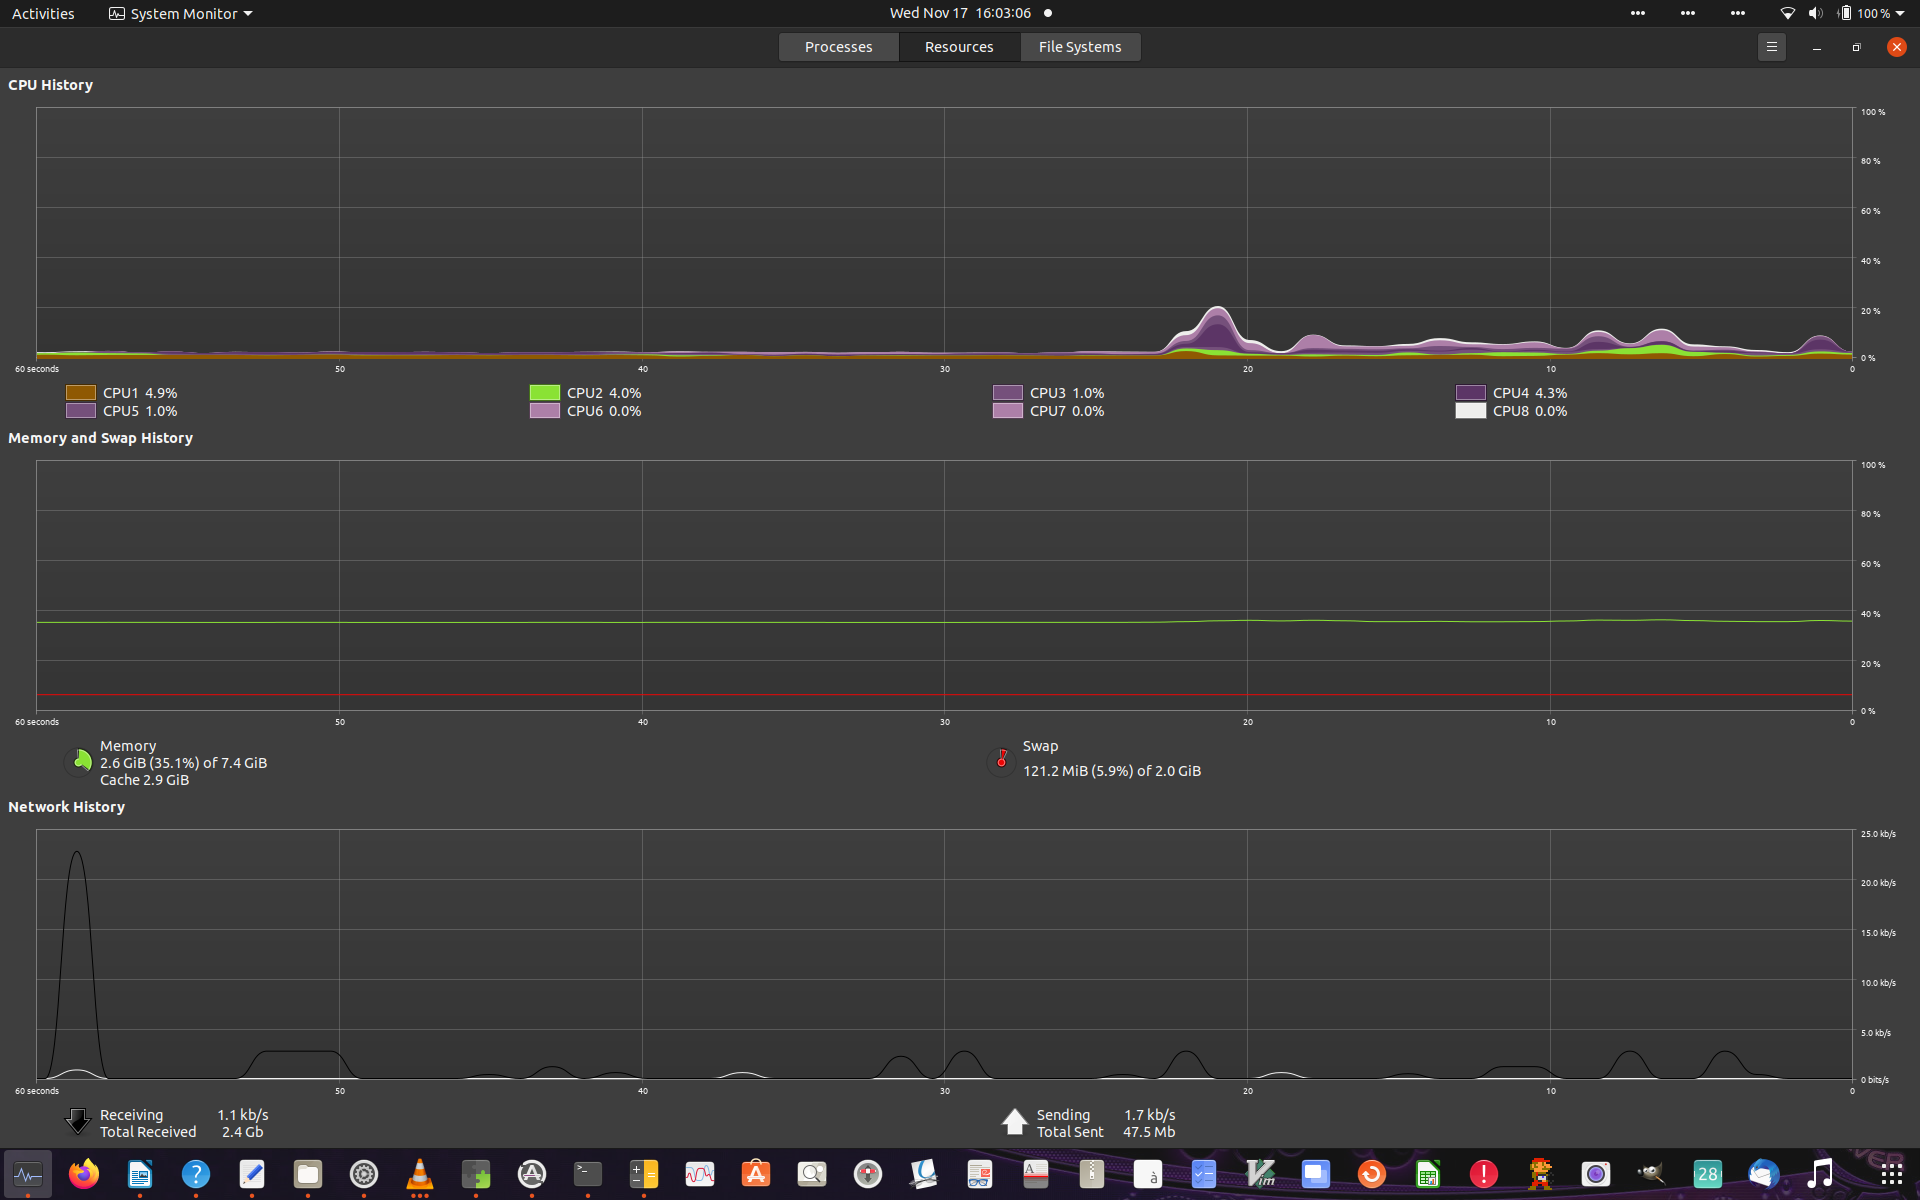 Activities System Monitor Wed Nov 17 16:03:06 100 %
Processes Resources File Systems
CPU History
100 %
80 %
60 %
40 %
20 %
0 %
60 seconds 50 40 30 20 10 0
CPU1 4.9% CPU2 4.0% CPU3 1.0% CPU4 4.3%
CPU5 1.0% CPU6 0.0% CPU7 0.0% CPU8 0.0%
Memory and Swap History
100 %
80 %
60 %
40 %
20 %
0 %
60 seconds 50 40 30 20 10 0
Memory
2.6 GiB (35.1%) of 7.4 GiB
Cache 2.9 GiB
Swap
121.2 MiB (5.9%) of 2.0 GiB
Network History
25.0 kb/s
20.0 kb/s
15.0 kb/s
10.0 kb/s
5.0 kb/s
0 bits/s
60 seconds 50 40 30 20 10 0
Receiving 1.1 kb/s
Total Received 2.4 Gb
Sending 1.7 kb/s
Total Sent 47.5 Mb
? >_ A à Vim ! 28